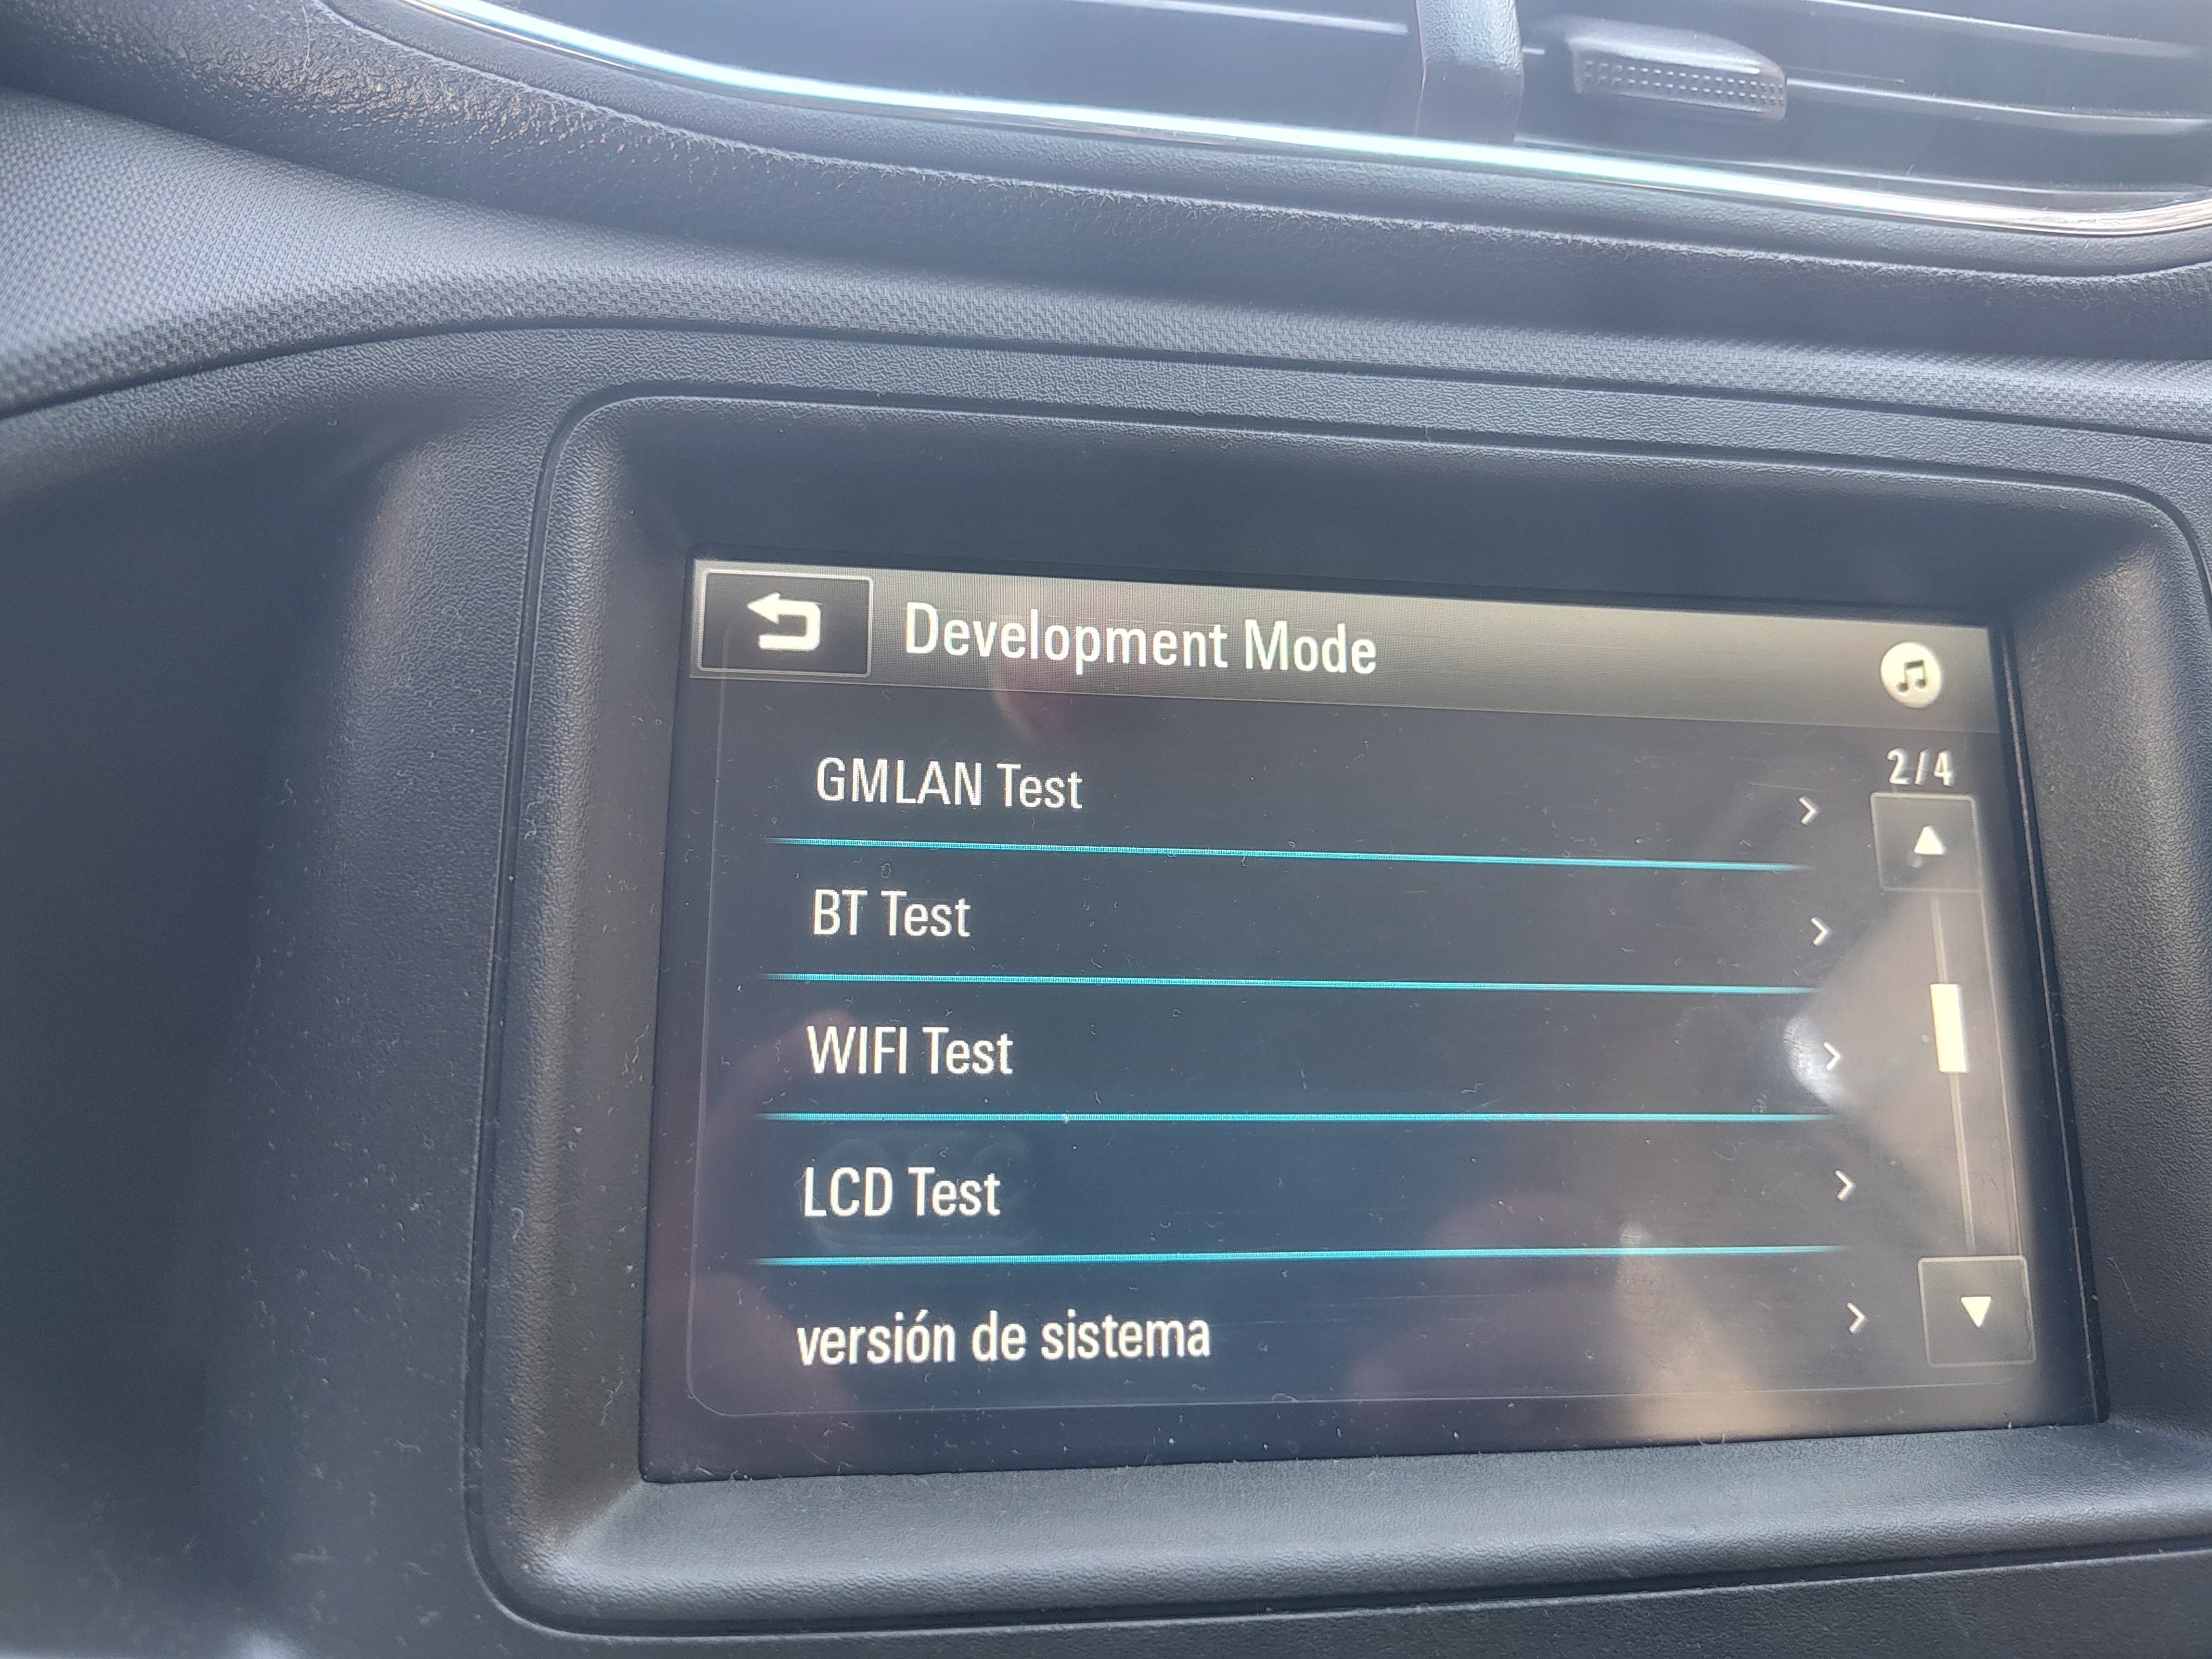 Development Mode
2/4
GMLAN Test
BT Test
WIFI Test
LCD Test
versión de sistema